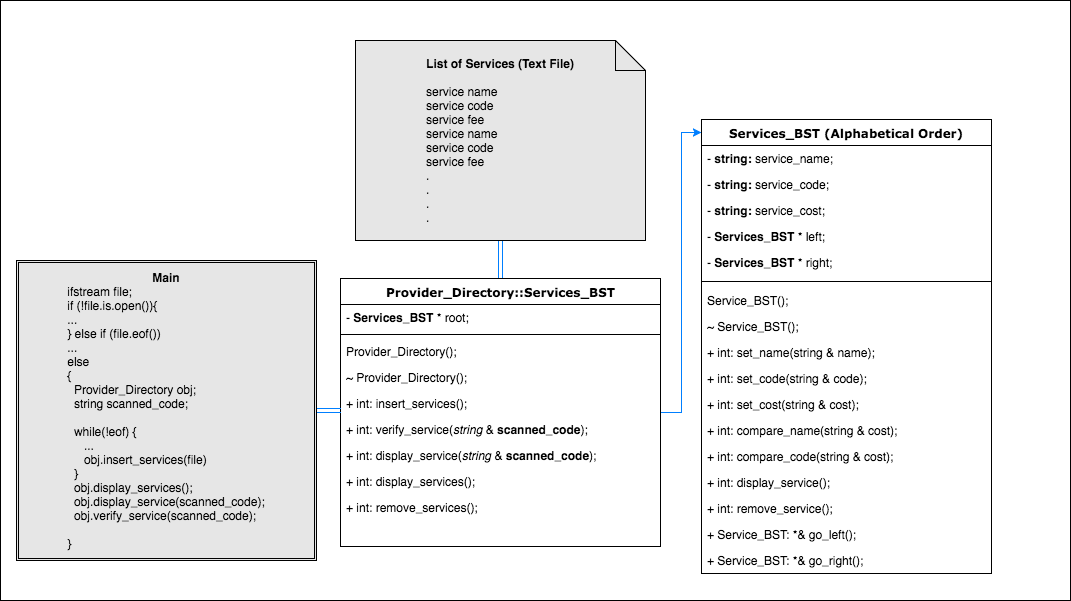 List of Services (Text File)
service name
service code
service fee
service name
service code
service fee
.
.
.
.
Main
ifstream file;
if (!file.is.open()){
...
} else if (file.eof())
...
else
{
Provider_Directory obj;
string scanned_code;
while(!eof) {
...
obj.insert_services(file)
}
obj.display_services();
obj.display_service(scanned_code);
obj.verify_service(scanned_code);
}
Provider_Directory::Services_BST
- Services_BST * root;
Provider_Directory();
~ Provider_Directory();
+ int: insert_services();
+ int: verify_service(string & scanned_code);
+ int: display_service(string & scanned_code);
+ int: display_services();
+ int: remove_services();
Services_BST (Alphabetical Order)
- string: service_name;
- string: service_code;
- string: service_cost;
- Services_BST * left;
- Services_BST * right;
Service_BST();
~ Service_BST();
+ int: set_name(string & name);
+ int: set_code(string & code);
+ int: set_cost(string & cost);
+ int: compare_name(string & cost);
+ int: compare_code(string & cost);
+ int: display_service();
+ int: remove_service();
+ Service_BST: *& go_left();
+ Service_BST: *& go_right();